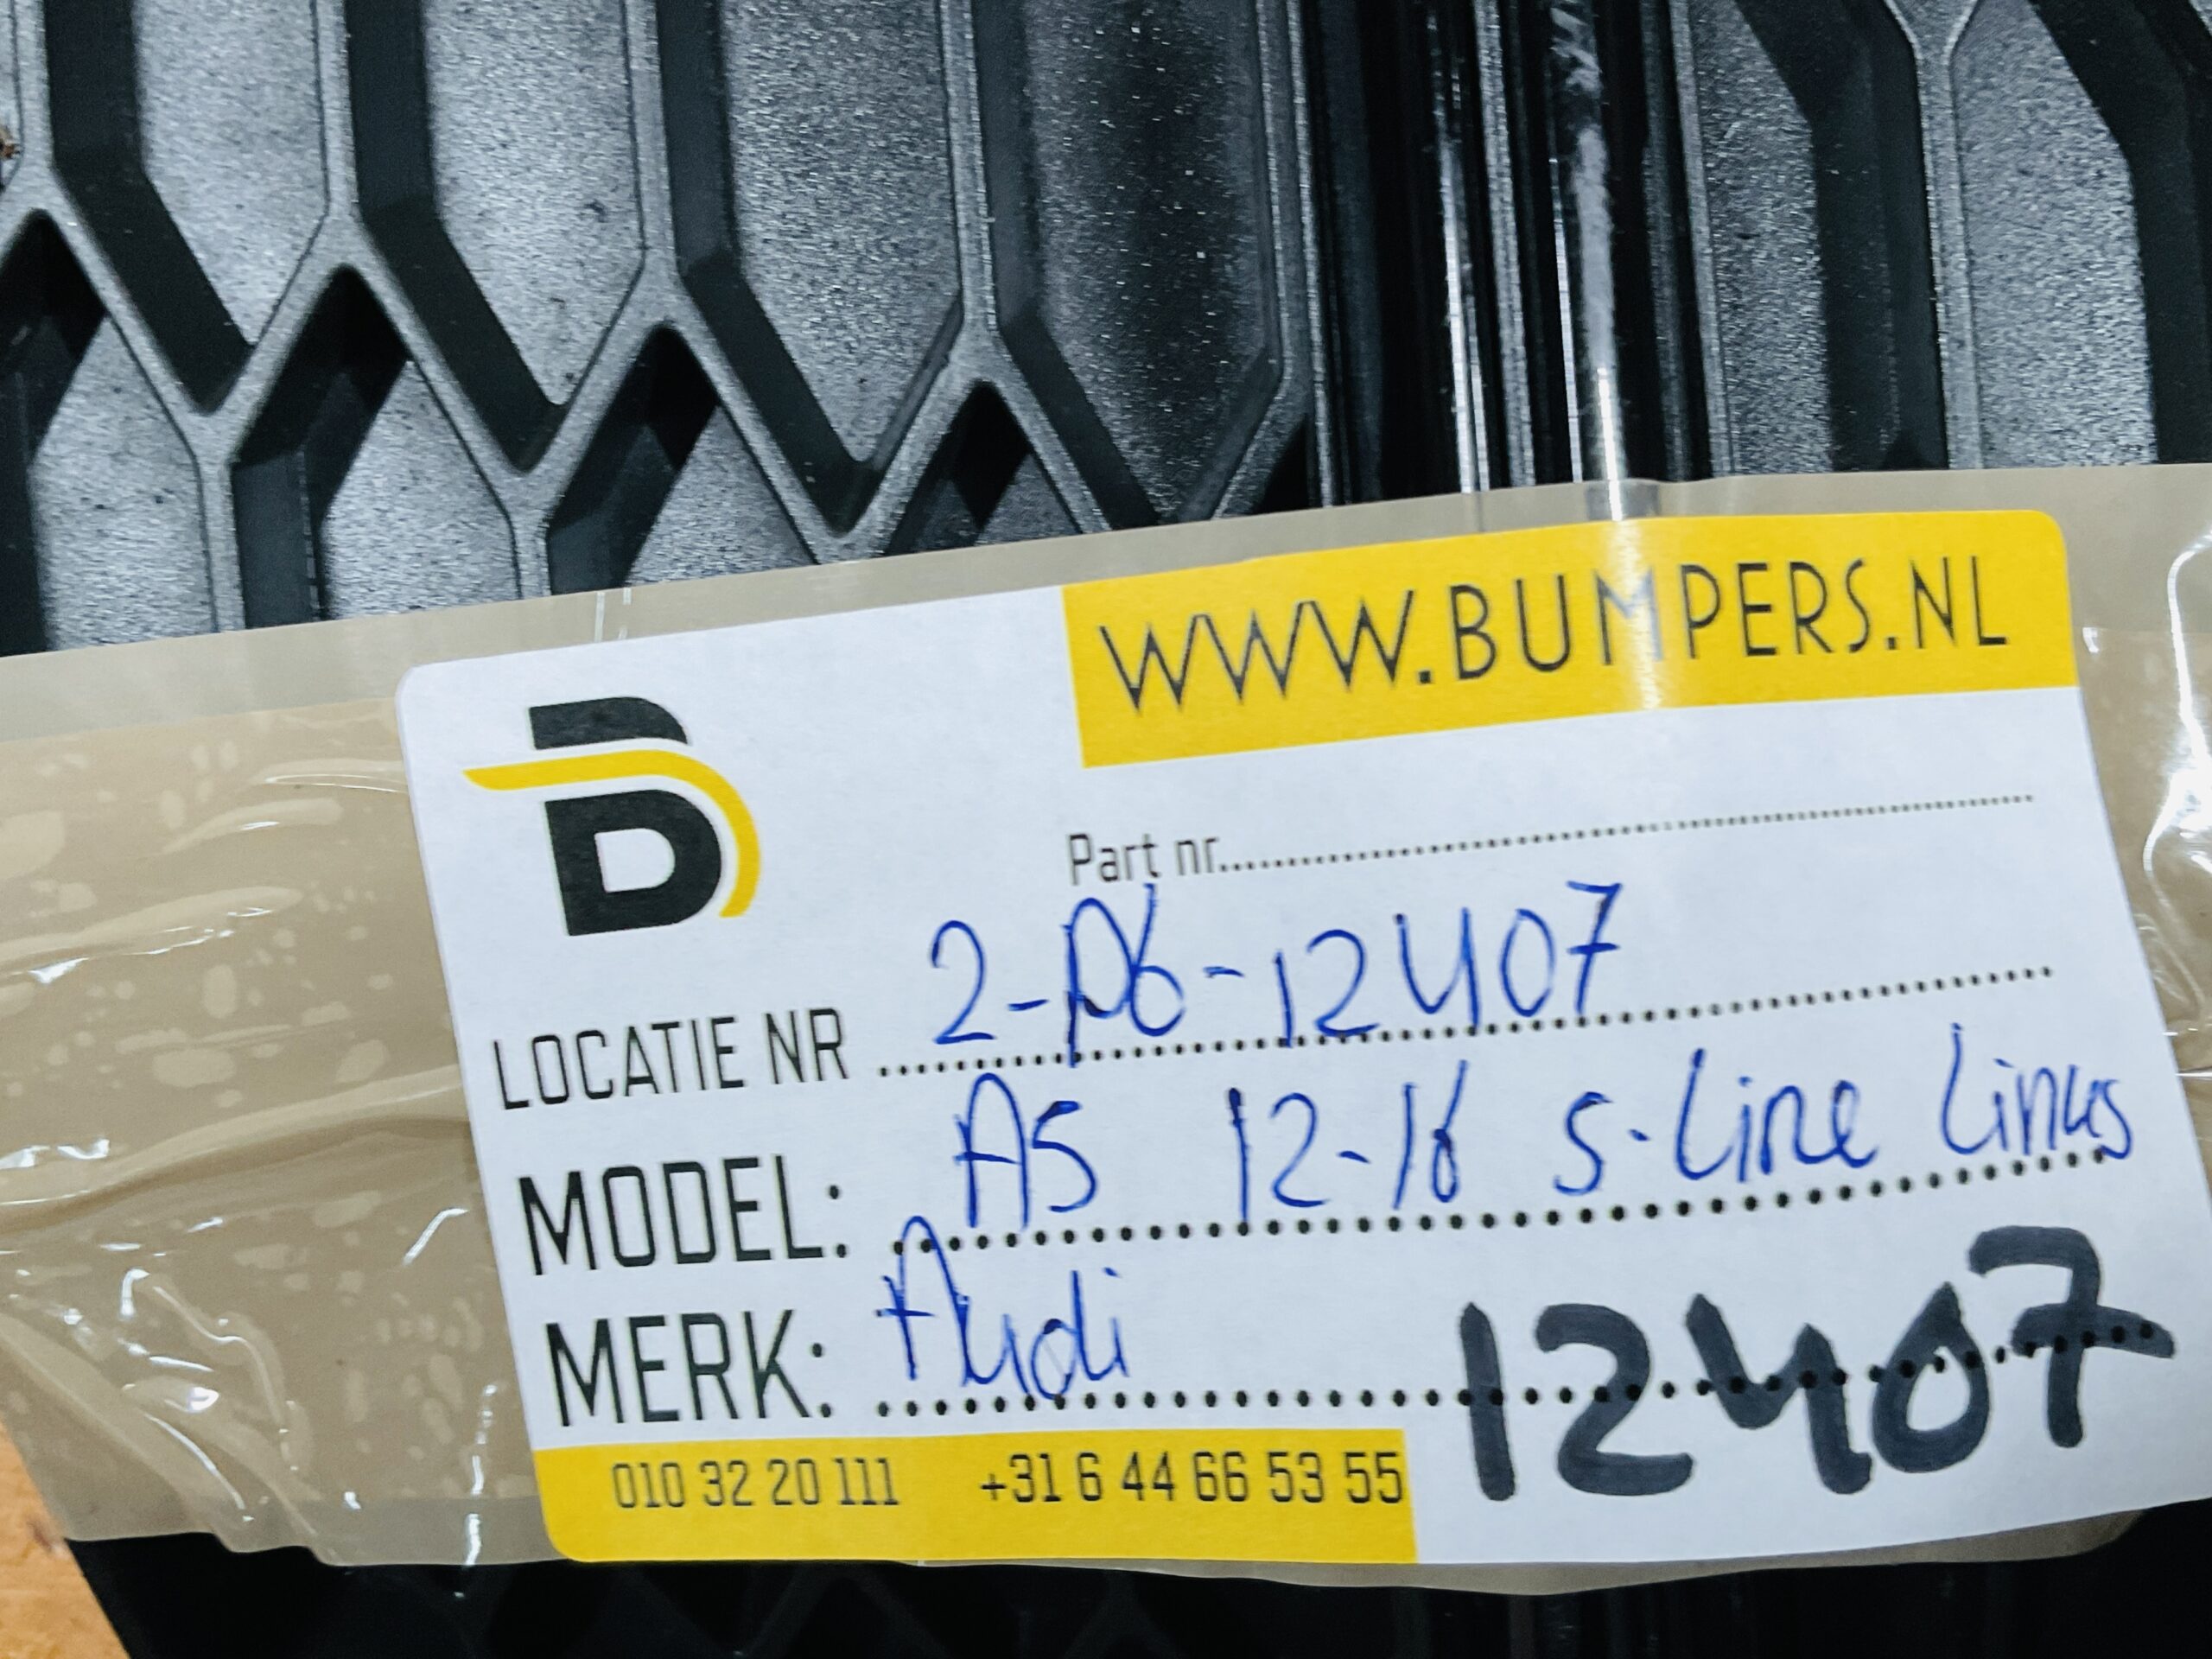 WWW.BUMPERS.NL
B
Part nr.
LOCATIE NR 2-P6-12407
MODEL: A5 12-16 S-Line Links
MERK: Audi
12407
010 32 20 111 +31 6 44 66 53 55